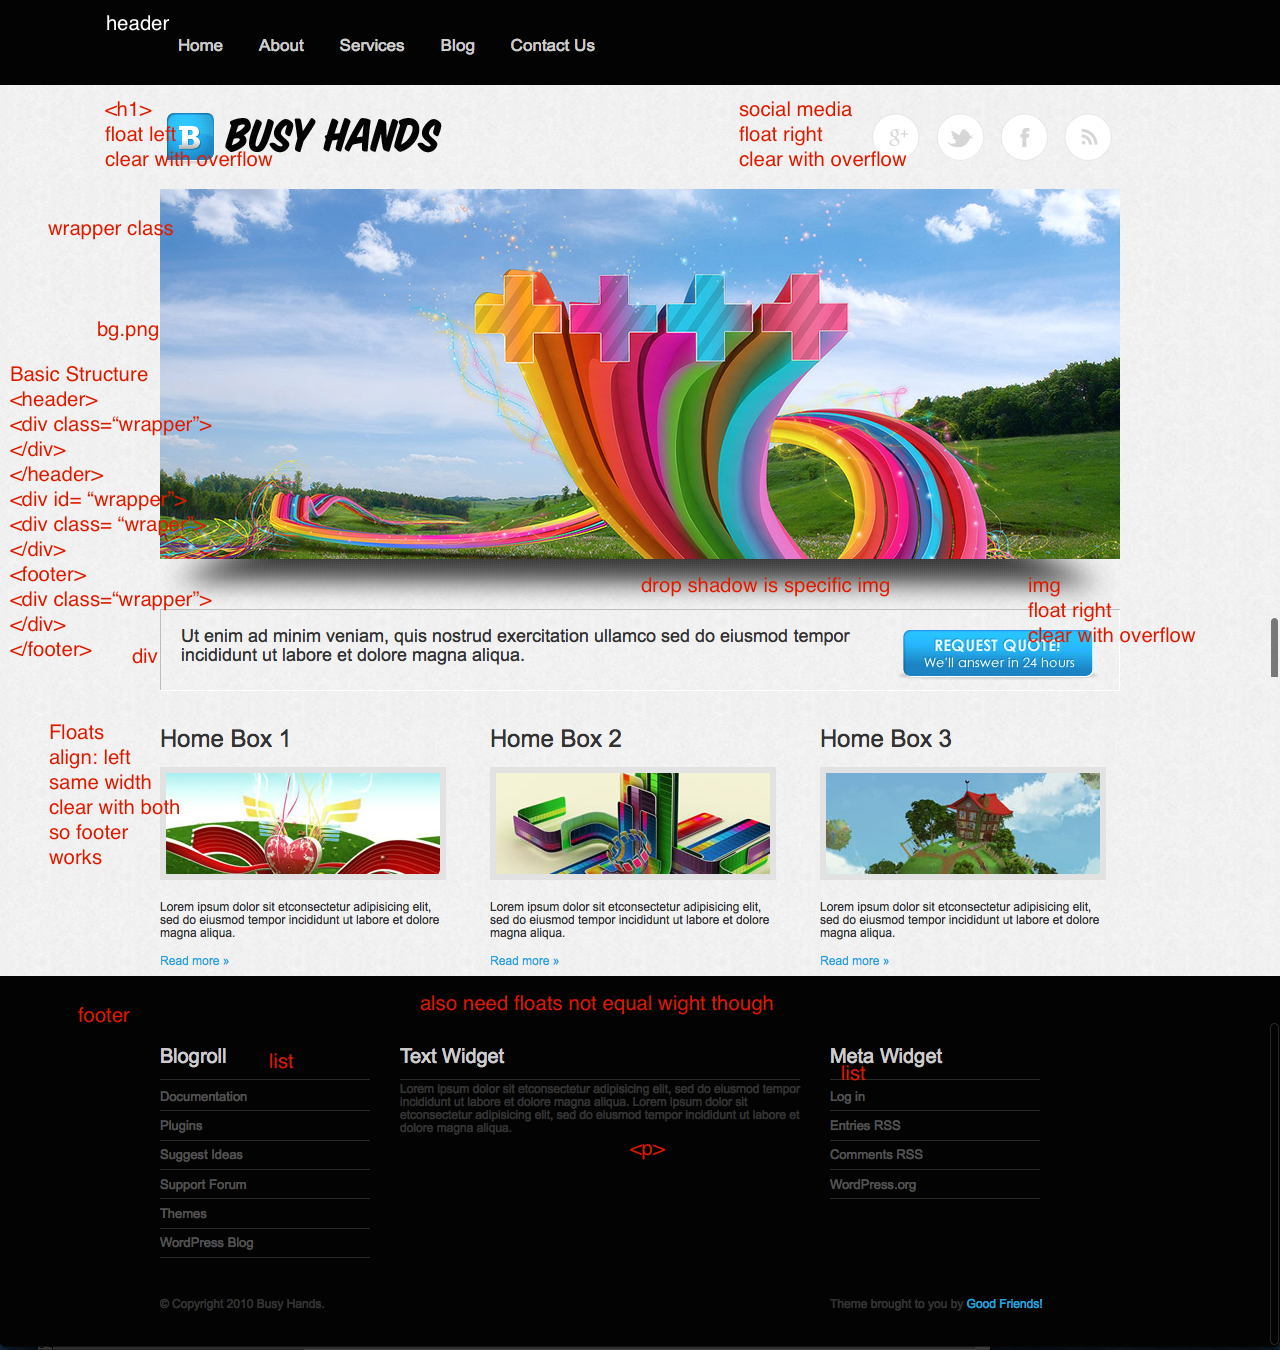 header
Home About Services Blog Contact Us
<h1>
float left
clear with overflow
B BUSY HANDS
social media
float right
clear with overflow
g+ f
wrapper class
bg.png
Basic Structure
<header>
<div class=“wrapper”>
</div>
</header>
<div id= “wrapper”>
<div class= “wraper”>
</div>
<footer>
<div class=“wrapper”>
</div>
</footer>
drop shadow is specific img
img
float right
clear with overflow
div
Ut enim ad minim veniam, quis nostrud exercitation ullamco sed do eiusmod tempor
incididunt ut labore et dolore magna aliqua.
REQUEST QUOTE!
We'll answer in 24 hours
Floats
align: left
same width
clear with both
so footer
works
Home Box 1
Lorem ipsum dolor sit etconsectetur adipisicing elit,
sed do eiusmod tempor incididunt ut labore et dolore
magna aliqua.
Read more »
Home Box 2
Lorem ipsum dolor sit etconsectetur adipisicing elit,
sed do eiusmod tempor incididunt ut labore et dolore
magna aliqua.
Read more »
Home Box 3
Lorem ipsum dolor sit etconsectetur adipisicing elit,
sed do eiusmod tempor incididunt ut labore et dolore
magna aliqua.
Read more »
footer
also need floats not equal wight though
Blogroll
list
Documentation
Plugins
Suggest Ideas
Support Forum
Themes
WordPress Blog
Text Widget
Lorem ipsum dolor sit etconsectetur adipisicing elit, sed do eiusmod tempor
incididunt ut labore et dolore magna aliqua. Lorem ipsum dolor sit
etconsectetur adipisicing elit, sed do eiusmod tempor incididunt ut labore et
dolore magna aliqua.
<p>
Meta Widget
list
Log in
Entries RSS
Comments RSS
WordPress.org
© Copyright 2010 Busy Hands.
Theme brought to you by Good Friends!